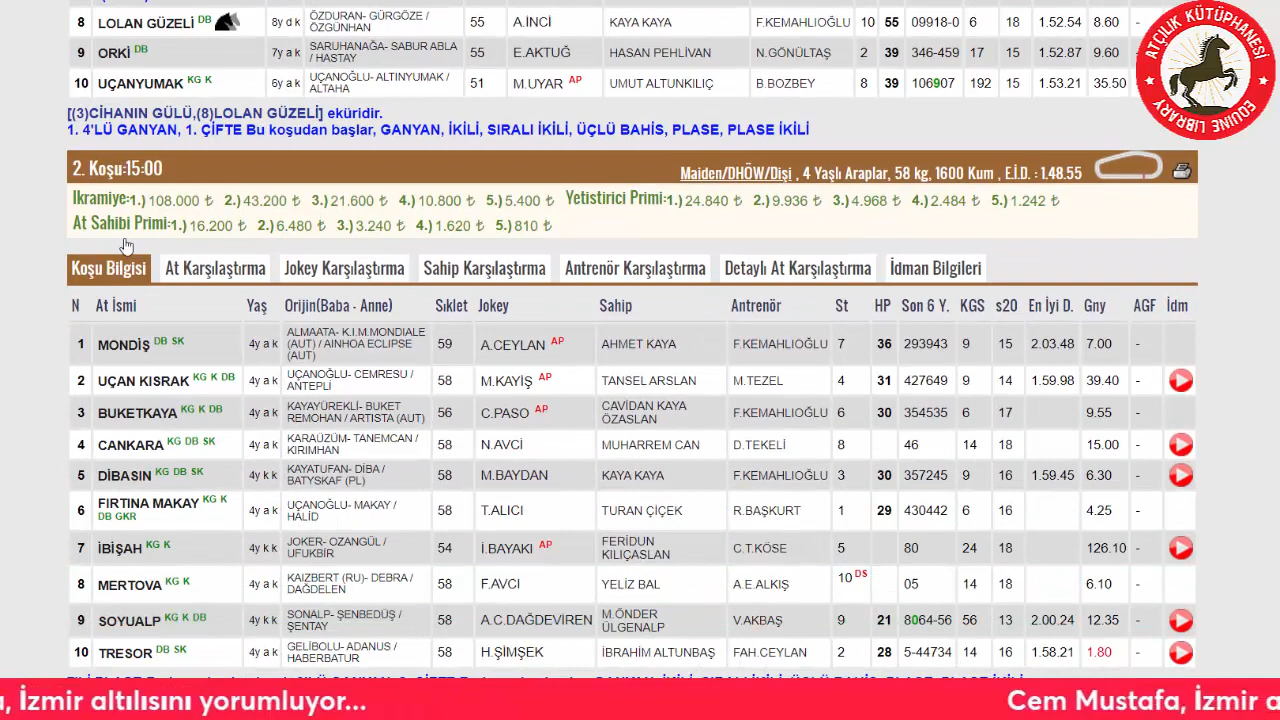 8 LOLAN GÜZELİ DB 8y d k ÖZDURAN- GÜRGÖZE / ÖZGÜNHAN 55 A.İNCİ KAYA KAYA F.KEMAHLIOĞLU 10 55 09918-0 6 18 1.52.54 8.60 -
9 ORKİ DB 7y a k SARUHANAĞA- SABUR ABLA / HASTAY 55 E.AKTUĞ HASAN PEHLİVAN N.GÖNÜLTAŞ 2 39 346-459 17 15 1.52.87 9.60 -
10 UÇANYUMAK KG K 6y a k UÇANOĞLU- ALTINYUMAK / ALTAHA 51 M.UYAR AP UMUT ALTUNKILIÇ B.BOZBEY 8 39 106907 192 15 1.53.21 35.50 -
[(3)CİHANIN GÜLÜ,(8)LOLAN GÜZELİ] eküridir.
1. 4'LÜ GANYAN, 1. ÇİFTE Bu koşudan başlar, GANYAN, İKİLİ, SIRALI İKİLİ, ÜÇLÜ BAHİS, PLASE, PLASE İKİLİ
ATÇILIK KÜTÜPHANESİ
EQUINE LIBRARY
2. Koşu:15:00 Maiden/DHÖW/Dişi , 4 Yaşlı Araplar, 58 kg, 1600 Kum , E.İ.D. : 1.48.55
Ikramiye:1.) 108.000 ₺ 2.) 43.200 ₺ 3.) 21.600 ₺ 4.) 10.800 ₺ 5.) 5.400 ₺ Yetistirici Primi:1.) 24.840 ₺ 2.) 9.936 ₺ 3.) 4.968 ₺ 4.) 2.484 ₺ 5.) 1.242 ₺
At Sahibi Primi:1.) 16.200 ₺ 2.) 6.480 ₺ 3.) 3.240 ₺ 4.) 1.620 ₺ 5.) 810 ₺
Koşu Bilgisi At Karşılaştırma Jokey Karşılaştırma Sahip Karşılaştırma Antrenör Karşılaştırma Detaylı At Karşılaştırma İdman Bilgileri
N At İsmi Yaş Orijin(Baba - Anne) Sıklet Jokey Sahip Antrenör St HP Son 6 Y. KGS s20 En İyi D. Gny AGF İdm
1 MONDİŞ DB SK 4y a k ALMAATA- K.I.M.MONDIALE (AUT) / AINHOA ECLIPSE (AUT) 59 A.CEYLAN AP AHMET KAYA F.KEMAHLIOĞLU 7 36 293943 9 15 2.03.48 7.00 -
2 UÇAN KISRAK KG K DB 4y a k UÇANOĞLU- CEMRESU / ANTEPLİ 58 M.KAYİŞ AP TANSEL ARSLAN M.TEZEL 4 31 427649 9 14 1.59.98 39.40 -
3 BUKETKAYA KG K DB 4y a k KAYAYÜREKLİ- BUKET REMOHAN / ARTISTA (AUT) 56 C.PASO AP CAVİDAN KAYA ÖZASLAN F.KEMAHLIOĞLU 6 30 354535 6 17 9.55 -
4 CANKARA KG DB SK 4y a k KARAÜZÜM- TANEMCAN / KIRIMHAN 58 N.AVCİ MUHARREM CAN D.TEKELİ 8 46 14 18 15.00 -
5 DİBASIN KG DB SK 4y k k KAYATUFAN- DİBA / BATYSKAF (PL) 58 M.BAYDAN KAYA KAYA F.KEMAHLIOĞLU 3 30 357245 9 16 1.59.45 6.30 -
6 FIRTINA MAKAY KG K DB GKR 4y a k UÇANOĞLU- MAKAY / HALİD 58 T.ALICI TURAN ÇİÇEK R.BAŞKURT 1 29 430442 6 16 4.25 -
7 İBİŞAH KG K 4y k k JOKER- OZANGÜL / UFUKBİR 54 İ.BAYAKI AP FERİDUN KILIÇASLAN C.T.KÖSE 5 80 24 18 126.10 -
8 MERTOVA KG K 4y a k KAIZBERT (RU)- DEBRA / DAĞDELEN 58 F.AVCI YELİZ BAL A.E.ALKIŞ 10 DS 05 14 18 6.10 -
9 SOYUALP KG K DB 4y k k SONALP- ŞENBEDÜŞ / ŞENTAY 58 A.C.DAĞDEVİREN M.ÖNDER ÜLGENALP V.AKBAŞ 9 21 8064-56 56 13 2.00.24 12.35 -
10 TRESOR DB SK 4y a k GELİBOLU- ADANUS / HABERBATUR 58 H.ŞİMŞEK İBRAHİM ALTUNBAŞ FAH.CEYLAN 2 28 5-44734 14 16 1.58.21 1.80 -
a, İzmir altılısını yorumluyor... Cem Mustafa, İzmir a